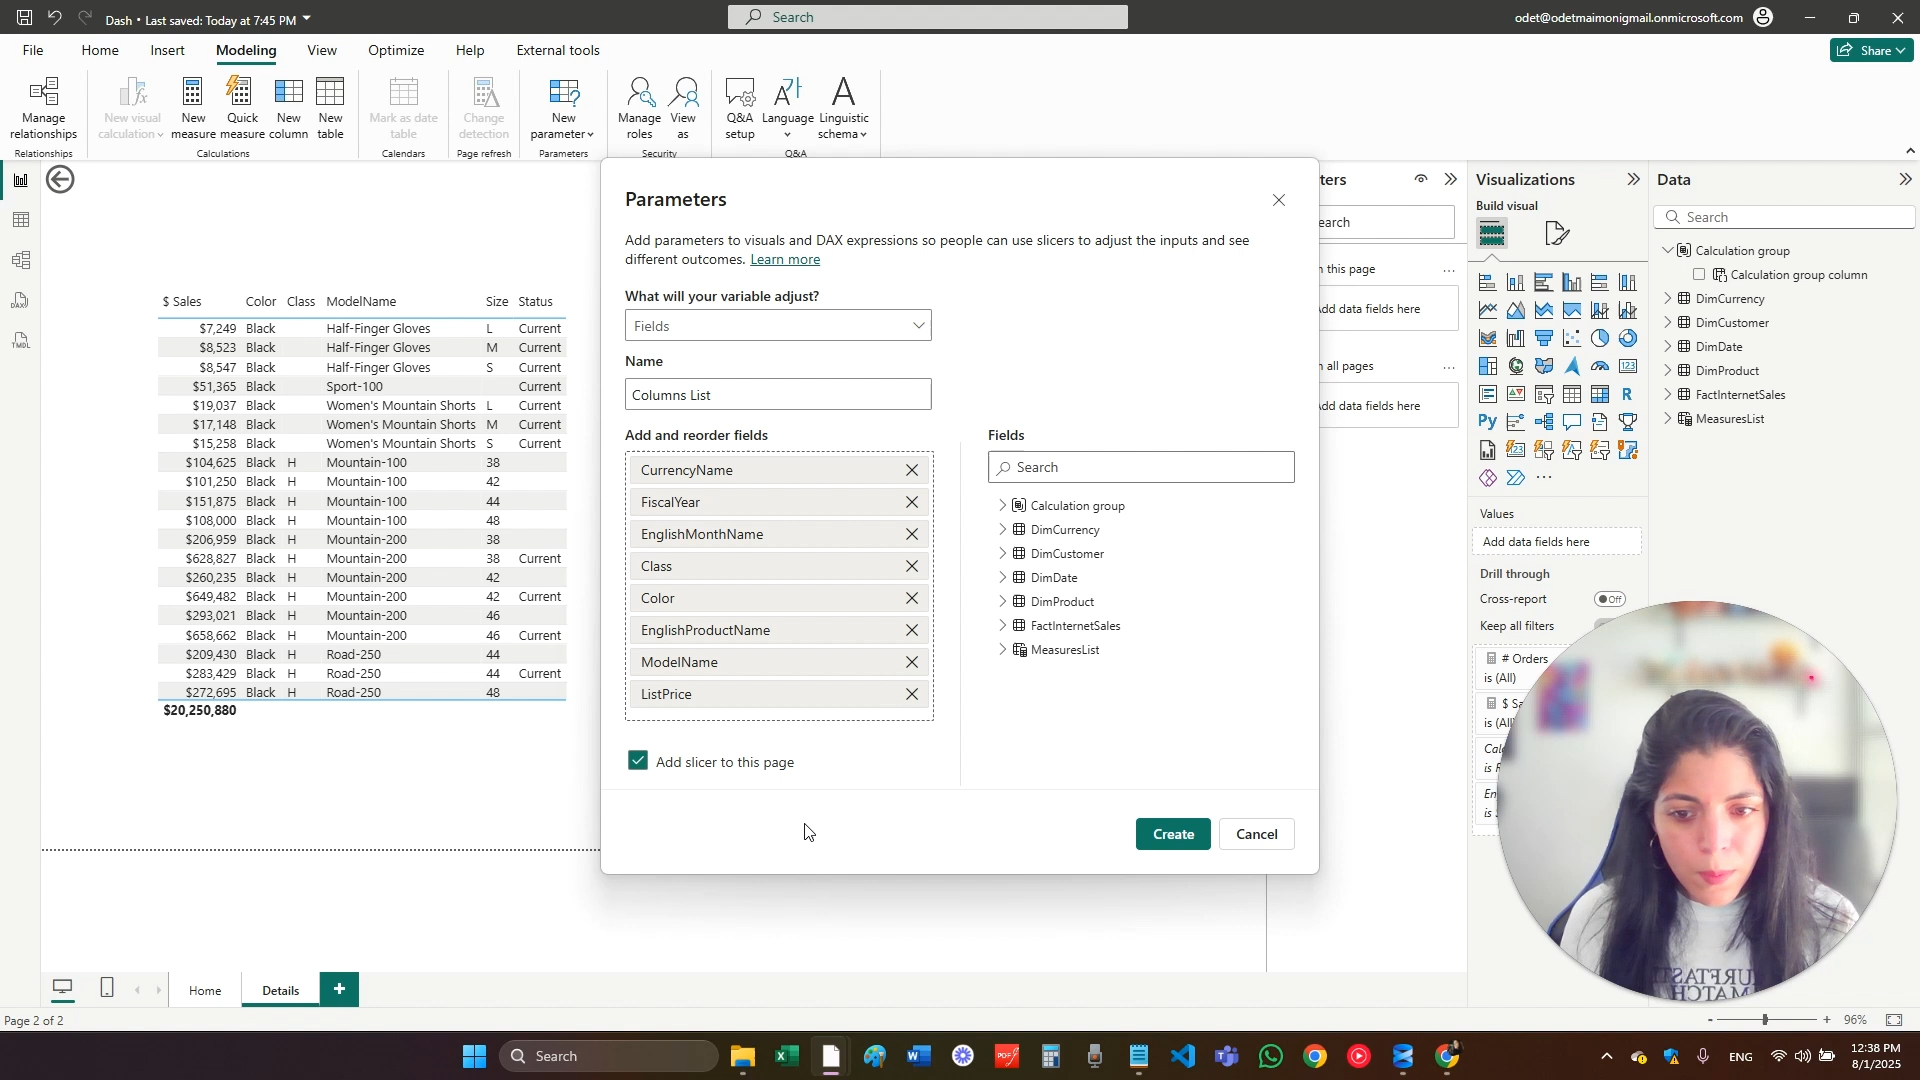 Dash • Last saved: Today at 7:45 PM
Search
odet@odetmaimonigmail.onmicrosoft.com
File
Home
Insert
Modeling
View
Optimize
Help
External tools
Share
Manage relationships
New visual calculation
New measure
Quick measure
New column
New table
Mark as date table
Change detection
New parameter
Manage roles
View as
Q&A setup
Language
Linguistic schema
Relationships
Calculations
Calendars
Page refresh
Parameters
Security
Q&A
DAX
TMDL
$ Sales Color Class ModelName Size Status
$7,249 Black Half-Finger Gloves L Current
$8,523 Black Half-Finger Gloves M Current
$8,547 Black Half-Finger Gloves S Current
$51,365 Black Sport-100 Current
$19,037 Black Women's Mountain Shorts L Current
$17,148 Black Women's Mountain Shorts M Current
$15,258 Black Women's Mountain Shorts S Current
$104,625 Black H Mountain-100 38
$101,250 Black H Mountain-100 42
$151,875 Black H Mountain-100 44
$108,000 Black H Mountain-100 48
$206,959 Black H Mountain-200 38
$628,827 Black H Mountain-200 38 Current
$260,235 Black H Mountain-200 42
$649,482 Black H Mountain-200 42 Current
$293,021 Black H Mountain-200 46
$658,662 Black H Mountain-200 46 Current
$209,430 Black H Road-250 44
$283,429 Black H Road-250 44 Current
$272,695 Black H Road-250 48
$20,250,880
Parameters
Add parameters to visuals and DAX expressions so people can use slicers to adjust the inputs and see
different outcomes. Learn more
What will your variable adjust?
Fields
Name
Columns List
Add and reorder fields
CurrencyName
FiscalYear
EnglishMonthName
Class
Color
EnglishProductName
ModelName
ListPrice
Add slicer to this page
Fields
Search
Calculation group
DimCurrency
DimCustomer
DimDate
DimProduct
FactInternetSales
MeasuresList
Create
Cancel
ters
earch
n this page
dd data fields here
n all pages
dd data fields here
Visualizations
Build visual
Values
Add data fields here
Drill through
Cross-report
Off
Keep all filters
# Orders
is (All)
$ Sa
is (All
Data
Search
Calculation group
Calculation group column
DimCurrency
DimCustomer
DimDate
DimProduct
FactInternetSales
MeasuresList
Home
Details
Page 2 of 2
96%
Search
ENG
12:38 PM
8/1/2025